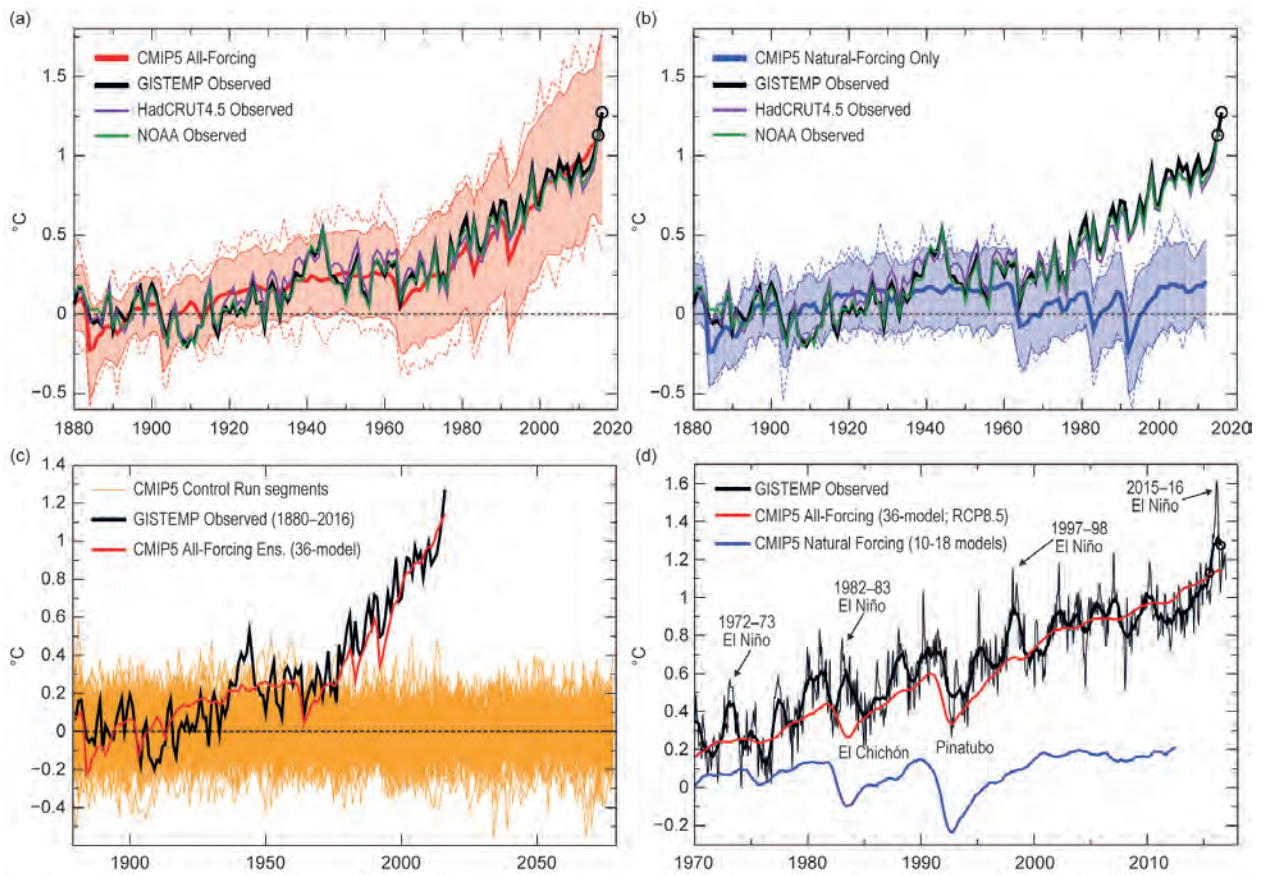 (a)
CMIP5 All-Forcing
GISTEMP Observed
HadCRUT4.5 Observed
NOAA Observed
1.5
1
0.5
0
−0.5
°C
1880 1900 1920 1940 1960 1980 2000 2020
(b)
CMIP5 Natural-Forcing Only
GISTEMP Observed
HadCRUT4.5 Observed
NOAA Observed
1.5
1
0.5
0
−0.5
°C
1880 1900 1920 1940 1960 1980 2000 2020
(c)
CMIP5 Control Run segments
GISTEMP Observed (1880–2016)
CMIP5 All-Forcing Ens. (36-model)
1.4
1.2
1.0
0.8
0.6
0.4
0.2
0
−0.2
−0.4
°C
1900 1950 2000 2050
(d)
GISTEMP Observed
CMIP5 All-Forcing (36-model; RCP8.5)
CMIP5 Natural Forcing (10-18 models)
2015–16
El Niño
1997–98
El Niño
1982–83
El Niño
1972–73
El Niño
El Chichón
Pinatubo
1.6
1.4
1.2
1.0
0.8
0.6
0.4
0.2
0
−0.2
°C
1970 1980 1990 2000 2010